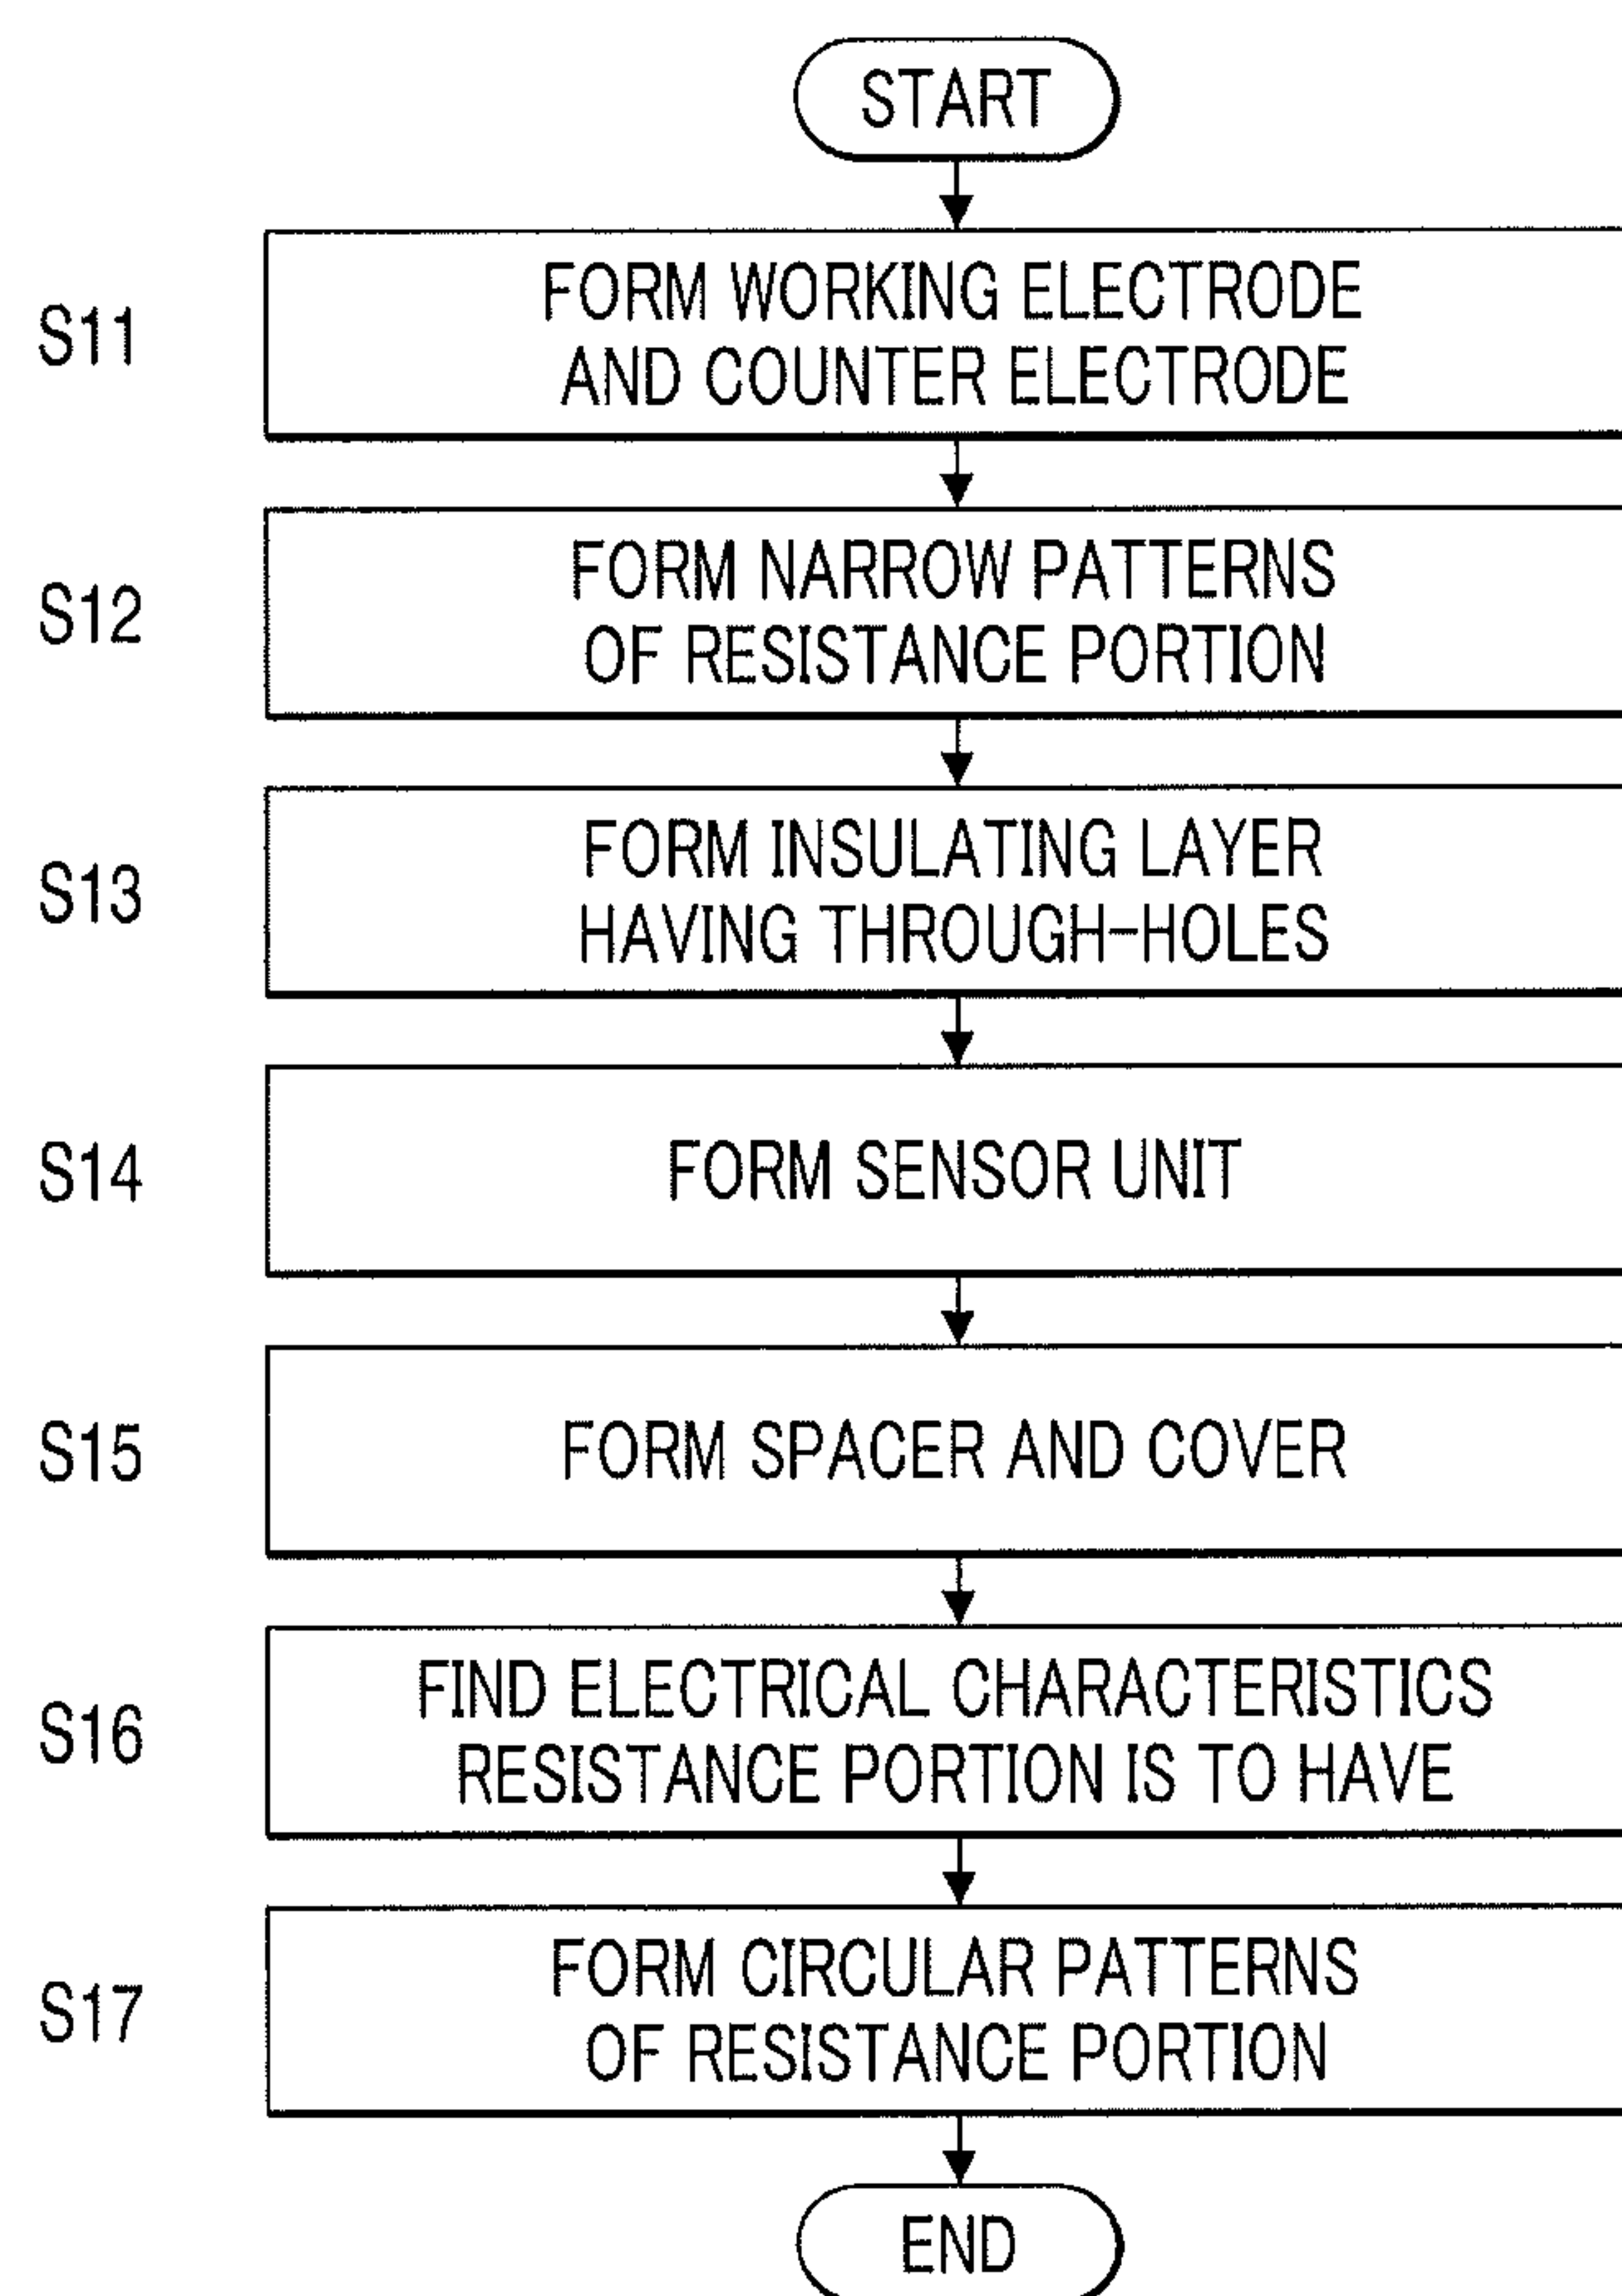 START
S11
FORM WORKING ELECTRODE
AND COUNTER ELECTRODE
S12
FORM NARROW PATTERNS
OF RESISTANCE PORTION
S13
FORM INSULATING LAYER
HAVING THROUGH-HOLES
S14
FORM SENSOR UNIT
S15
FORM SPACER AND COVER
S16
FIND ELECTRICAL CHARACTERISTICS
RESISTANCE PORTION IS TO HAVE
S17
FORM CIRCULAR PATTERNS
OF RESISTANCE PORTION
END